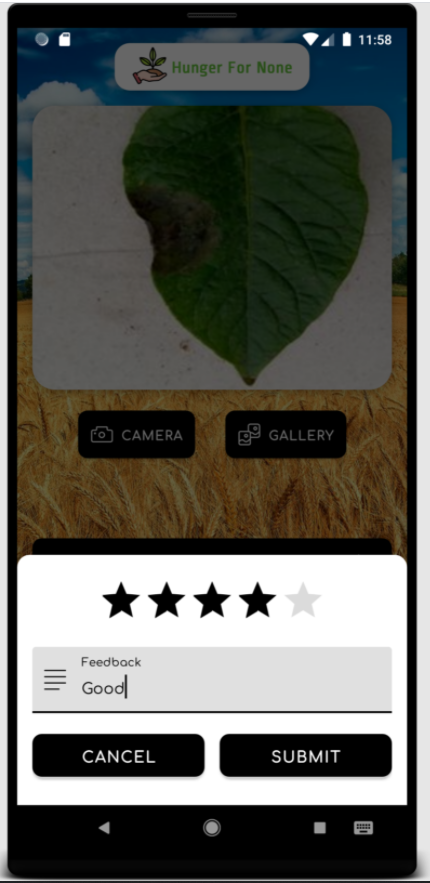 11:58
Hunger For None
CAMERA
GALLERY
Feedback
Good
CANCEL
SUBMIT